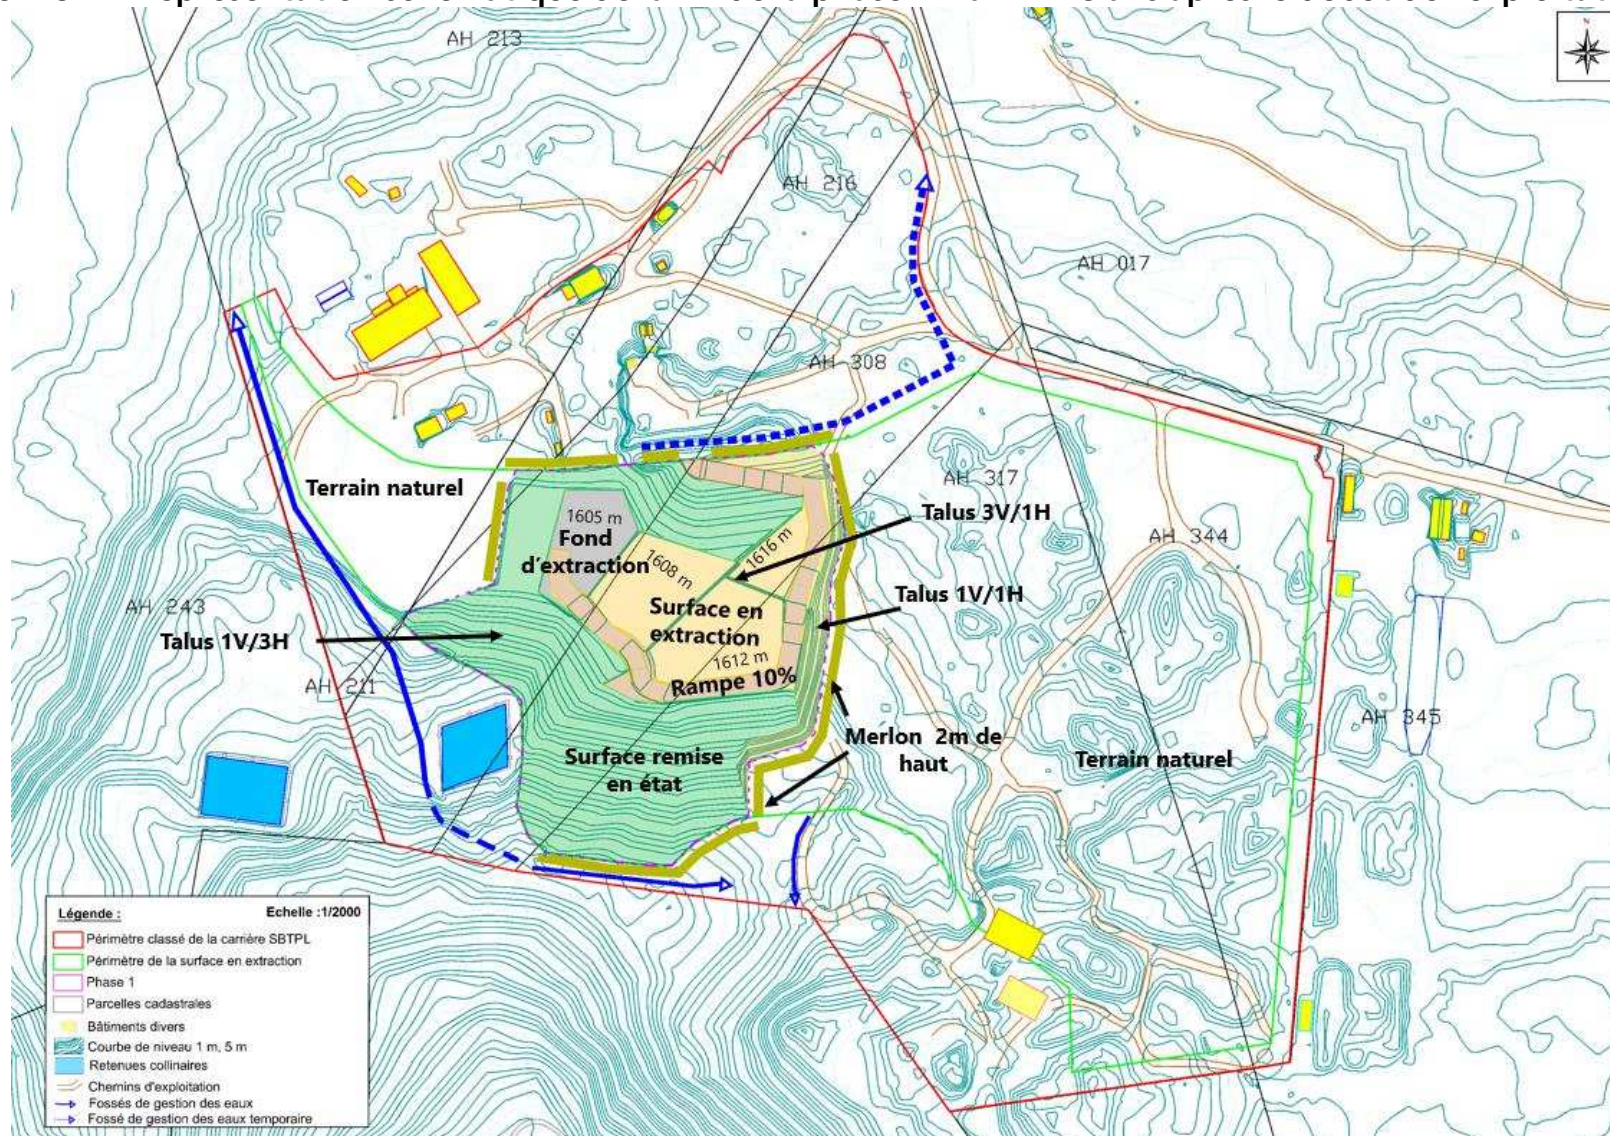 AH 213
N
AH 216
AH 017
AH 308
Terrain naturel
AH 317
Talus 3V/1H
1605 m
Fond
d'extraction
1608 m
1616 m
AH 344
Talus 1V/1H
Surface en
extraction
AH 243
Talus 1V/3H
1612 m
Rampe 10%
AH 211
AH 345
Merlon 2m de
haut
Surface remise
en état
Terrain naturel
Légende :
Echelle :1/2000
Périmètre classé de la carrière SBTPL
Périmètre de la surface en extraction
Phase 1
Parcelles cadastrales
Bâtiments divers
Courbe de niveau 1 m, 5 m
Retenues collinaires
Chemins d'exploitation
Fossés de gestion des eaux
Fossé de gestion des eaux temporaire